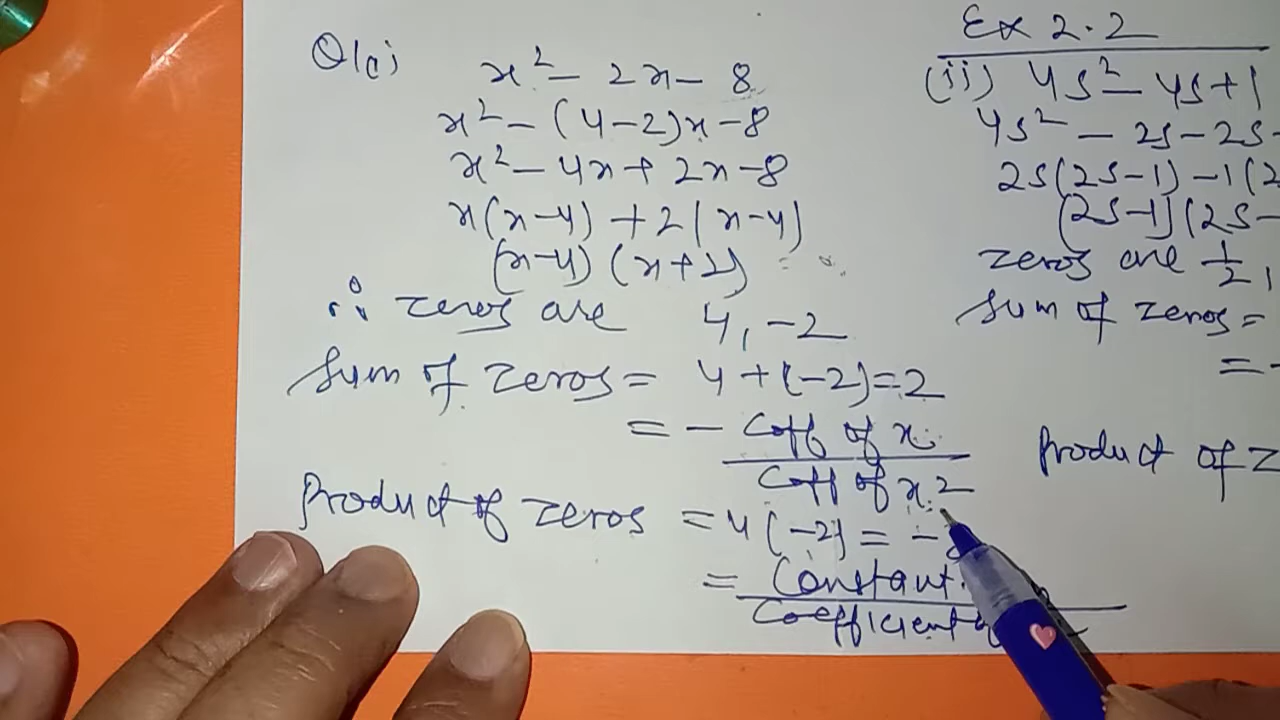 Q1(i)
x² - 2x - 8
x² - (4-2)x - 8
x² - 4x + 2x - 8
x(x-4) + 2(x-4)
(x-4) (x+2)
∴ zeros are 4, -2
Sum of zeros = 4 + (-2) = 2
= - Coff of x
Coff of x2
Product of zeros = 4(-2) = -
= Constant
Coefficient
Ex 2.2
(ii) 4s² - 4s + 1
4s² - 2s - 2s -
2s(2s-1) -1(2
(2s-1)(2s-
zeros are 1/2,
Sum of zeros =
= -
Product of z